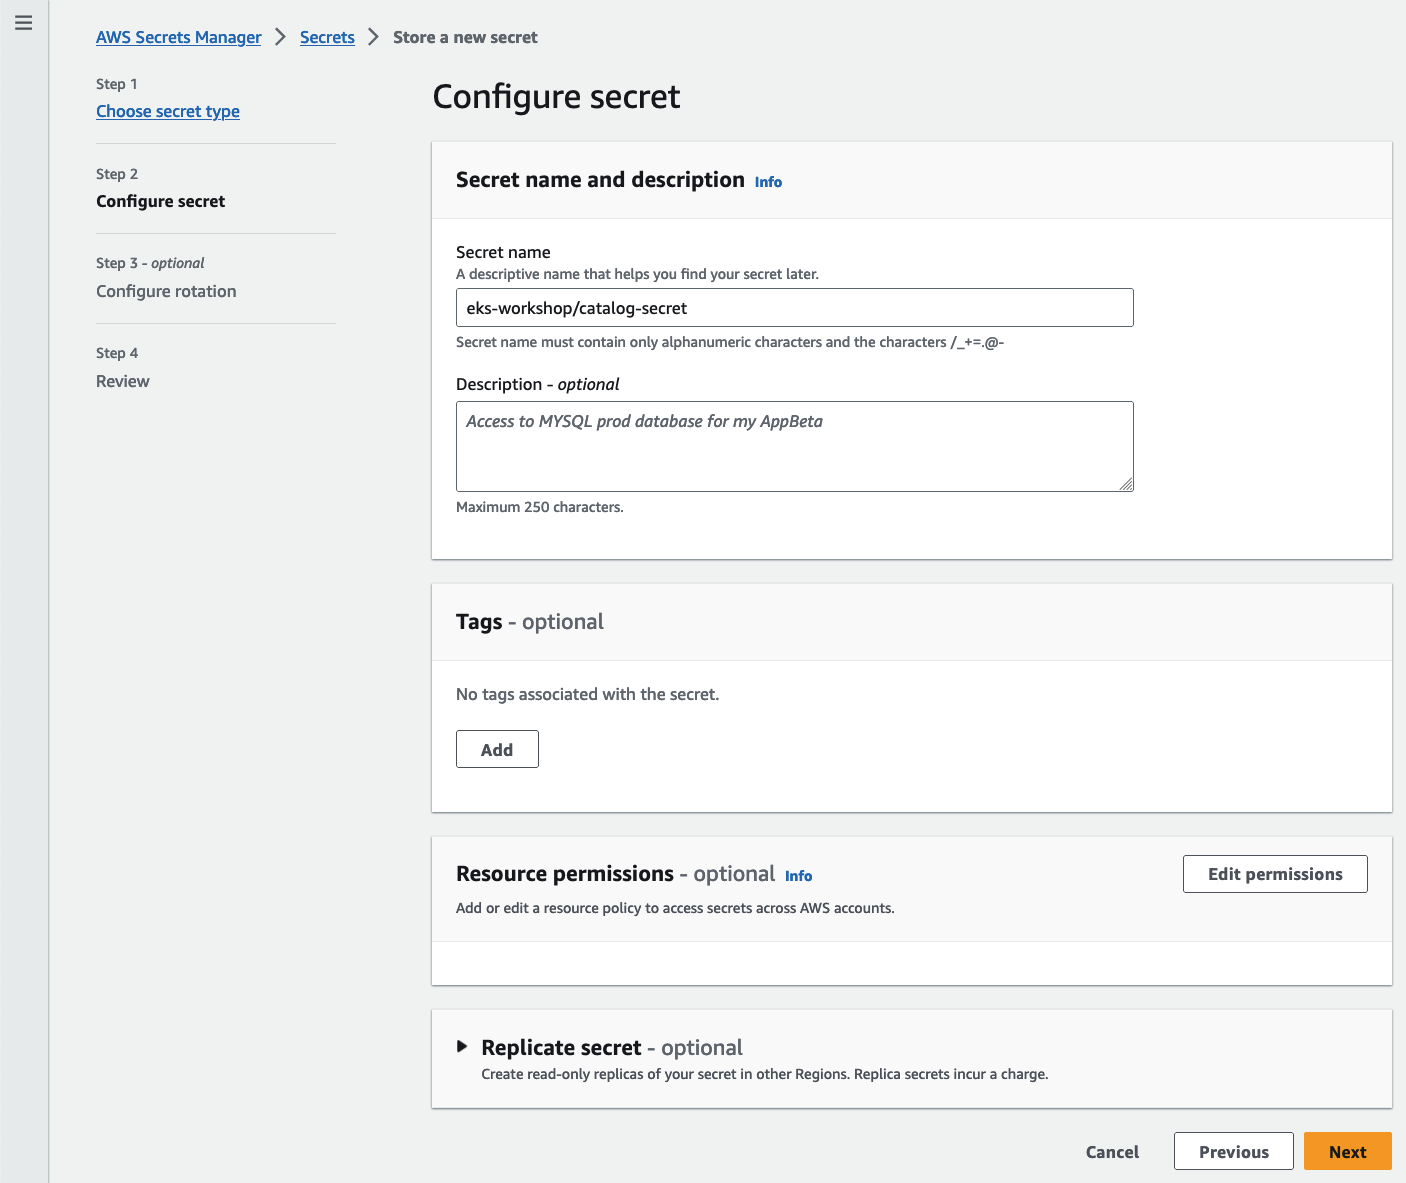 AWS Secrets Manager > Secrets > Store a new secret
Step 1
Choose secret type
Step 2
Configure secret
Step 3 - optional
Configure rotation
Step 4
Review
Configure secret
Secret name and description Info
Secret name
A descriptive name that helps you find your secret later.
eks-workshop/catalog-secret
Secret name must contain only alphanumeric characters and the characters /_+=.@-
Description - optional
Access to MYSQL prod database for my AppBeta
Maximum 250 characters.
Tags - optional
No tags associated with the secret.
Add
Resource permissions - optional Info
Edit permissions
Add or edit a resource policy to access secrets across AWS accounts.
Replicate secret - optional
Create read-only replicas of your secret in other Regions. Replica secrets incur a charge.
Cancel Previous Next